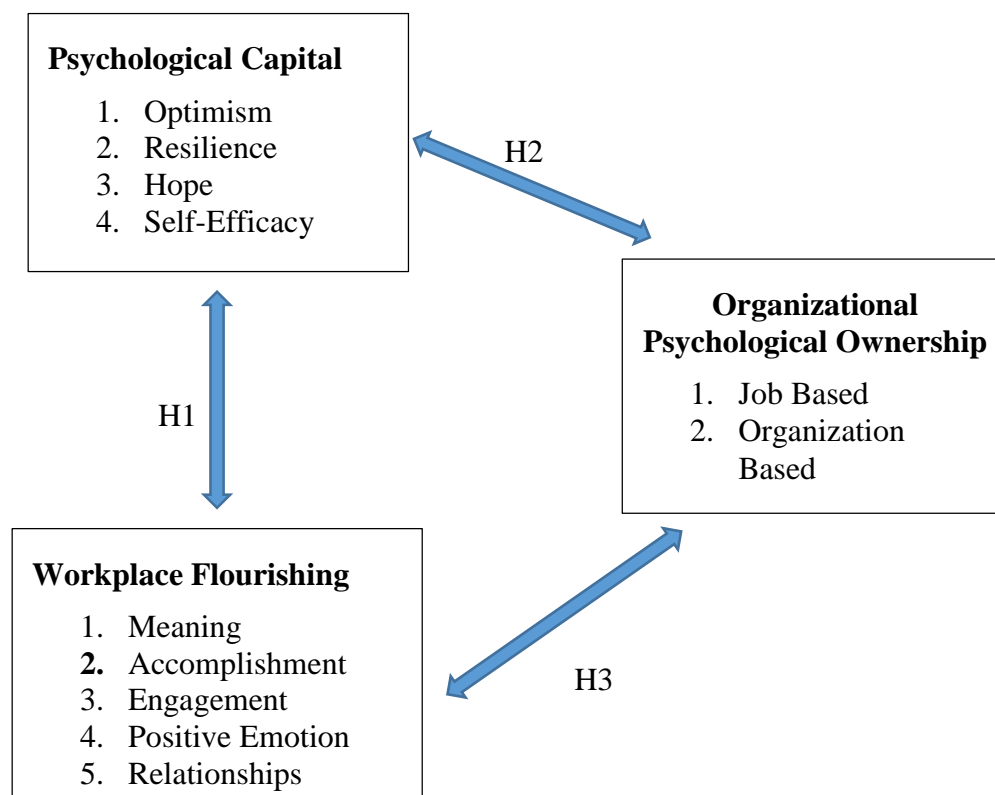 Psychological Capital
1. Optimism
2. Resilience
3. Hope
4. Self-Efficacy
H2
Organizational
Psychological Ownership
1. Job Based
2. Organization
Based
H1
Workplace Flourishing
1. Meaning
2. Accomplishment
3. Engagement
4. Positive Emotion
5. Relationships
H3